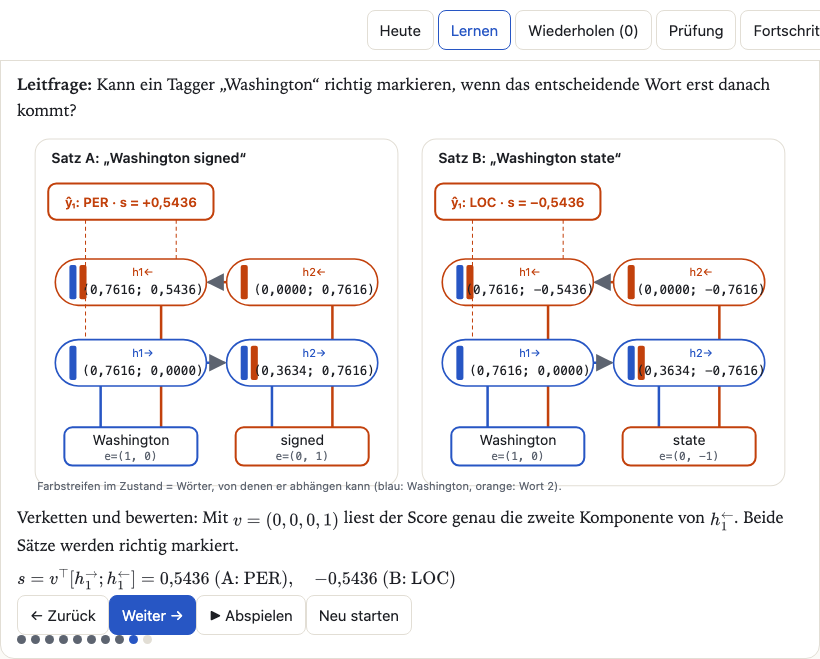 Heute Lernen Wiederholen (0) Prüfung Fortschrit
Leitfrage: Kann ein Tagger „Washington“ richtig markieren, wenn das entscheidende Wort erst danach
kommt?
Satz A: „Washington signed“
ŷ₁: PER · s = +0,5436
h1←
(0,7616; 0,5436)
h2←
(0,0000; 0,7616)
h1→
(0,7616; 0,0000)
h2→
(0,3634; 0,7616)
Washington
e=(1, 0)
signed
e=(0, 1)
Satz B: „Washington state“
ŷ₁: LOC · s = −0,5436
h1←
(0,7616; −0,5436)
h2←
(0,0000; −0,7616)
h1→
(0,7616; 0,0000)
h2→
(0,3634; −0,7616)
Washington
e=(1, 0)
state
e=(0, −1)
Farbstreifen im Zustand = Wörter, von denen er abhängen kann (blau: Washington, orange: Wort 2).
Verketten und bewerten: Mit v = (0, 0, 0, 1) liest der Score genau die zweite Komponente von h₁←. Beide
Sätze werden richtig markiert.
s = v⊤[h₁→; h₁←] = 0,5436 (A: PER), −0,5436 (B: LOC)
← Zurück Weiter → ▶ Abspielen Neu starten